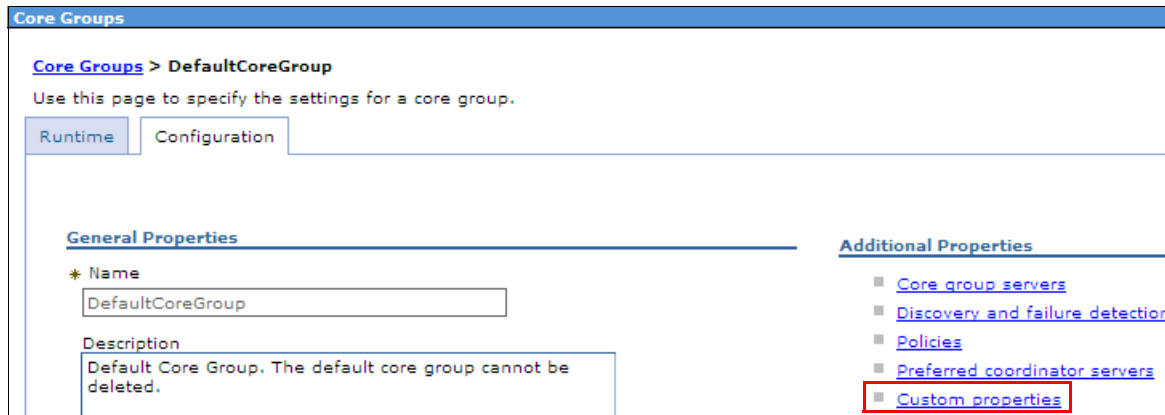 Core Groups
Core Groups > DefaultCoreGroup
Use this page to specify the settings for a core group.
Runtime
Configuration
General Properties
* Name
DefaultCoreGroup
Description
Default Core Group. The default core group cannot be
deleted.
Additional Properties
Core group servers
Discovery and failure detection
Policies
Preferred coordinator servers
Custom properties